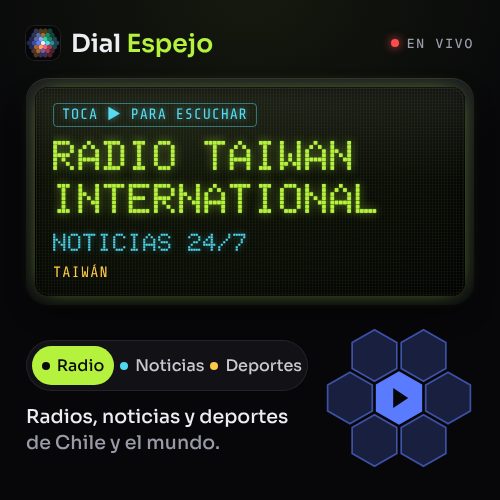 Dial Espejo
EN VIVO
TOCA ▶ PARA ESCUCHAR
RADIO TAIWAN
INTERNATIONAL
NOTICIAS 24/7
TAIWÁN
Radio Noticias Deportes
Radios, noticias y deportes
de Chile y el mundo.